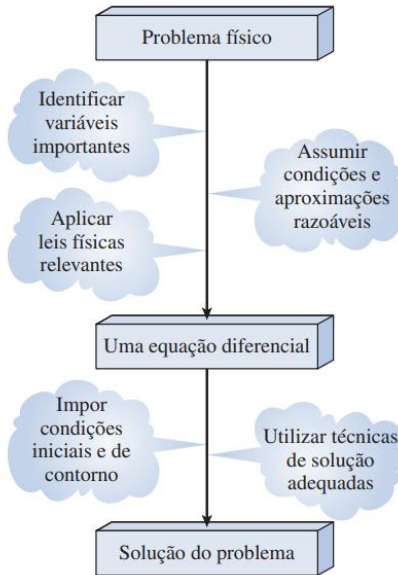 Problema físico
Identificar
variáveis
importantes
Assumir
condições e
aproximações
razoáveis
Aplicar
leis físicas
relevantes
Uma equação diferencial
Impor
condições
iniciais e de
contorno
Utilizar técnicas
de solução
adequadas
Solução do problema